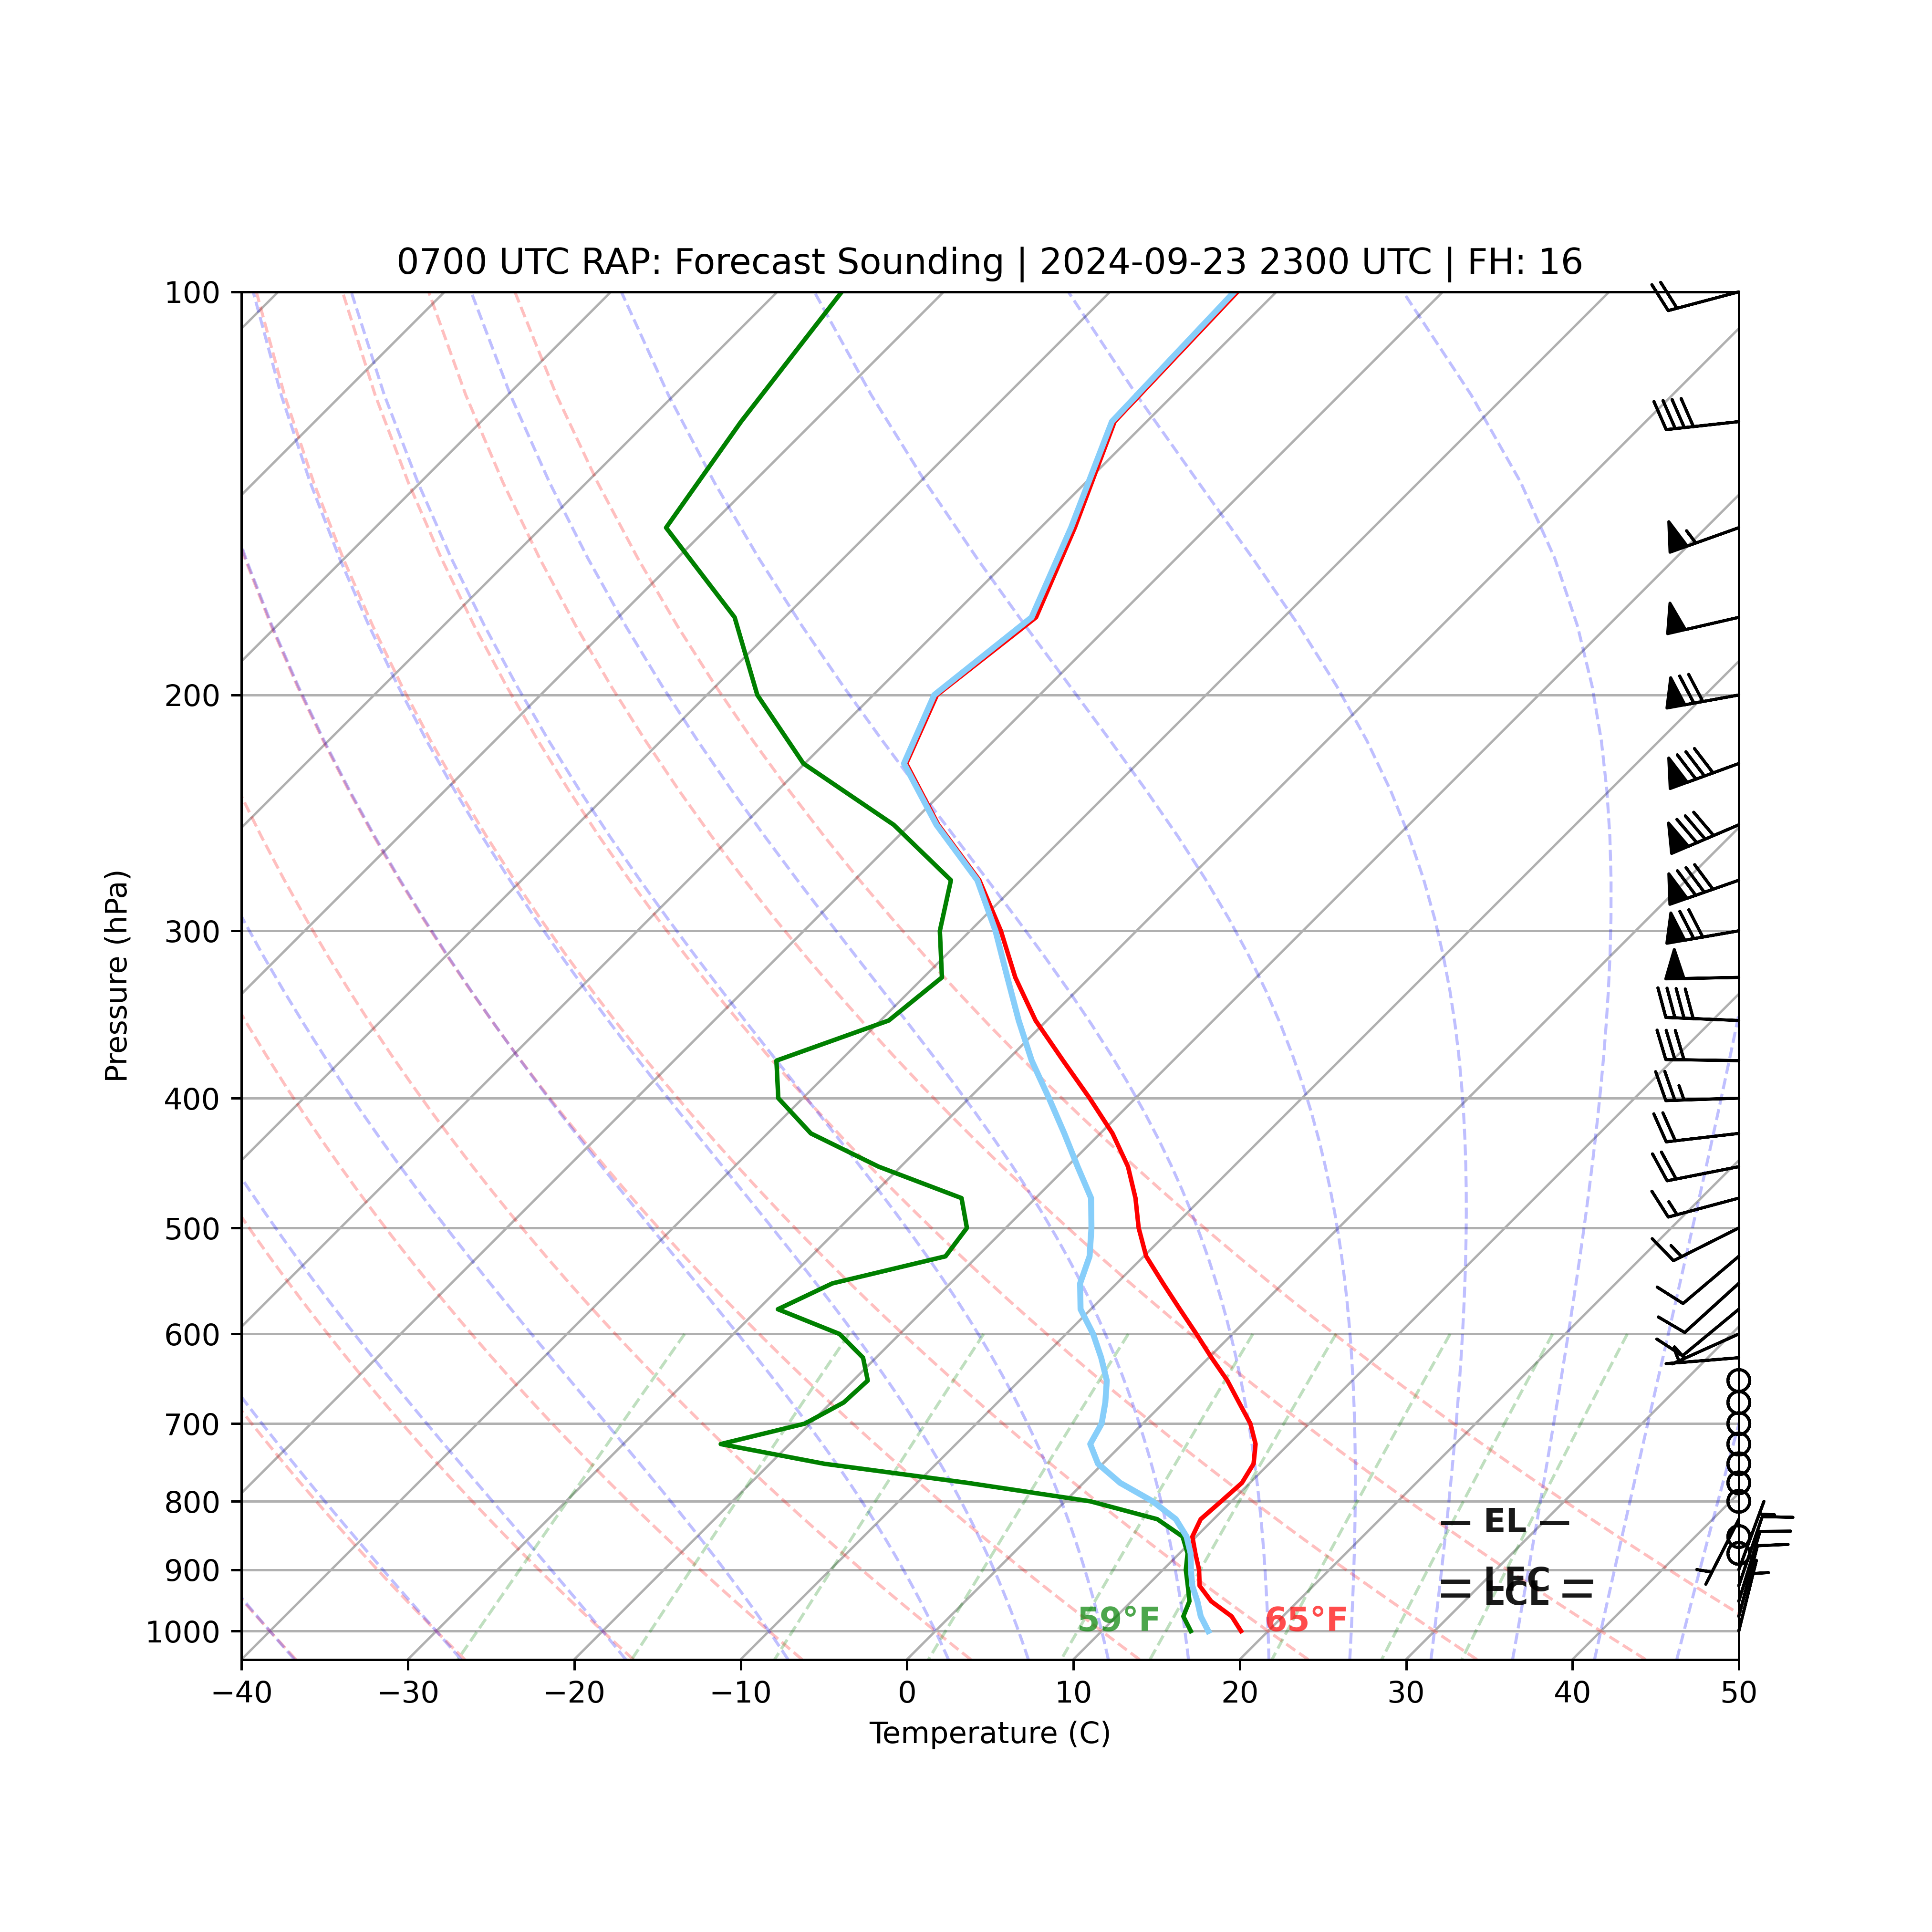 0700 UTC RAP: Forecast Sounding | 2024-09-23 2300 UTC | FH: 16
100
200
300
400
500
600
700
800
900
1000
Pressure (hPa)
— EL —
— LFC —
— LCL —
59°F
65°F
−40 −30 −20 −10 0 10 20 30 40 50
Temperature (C)